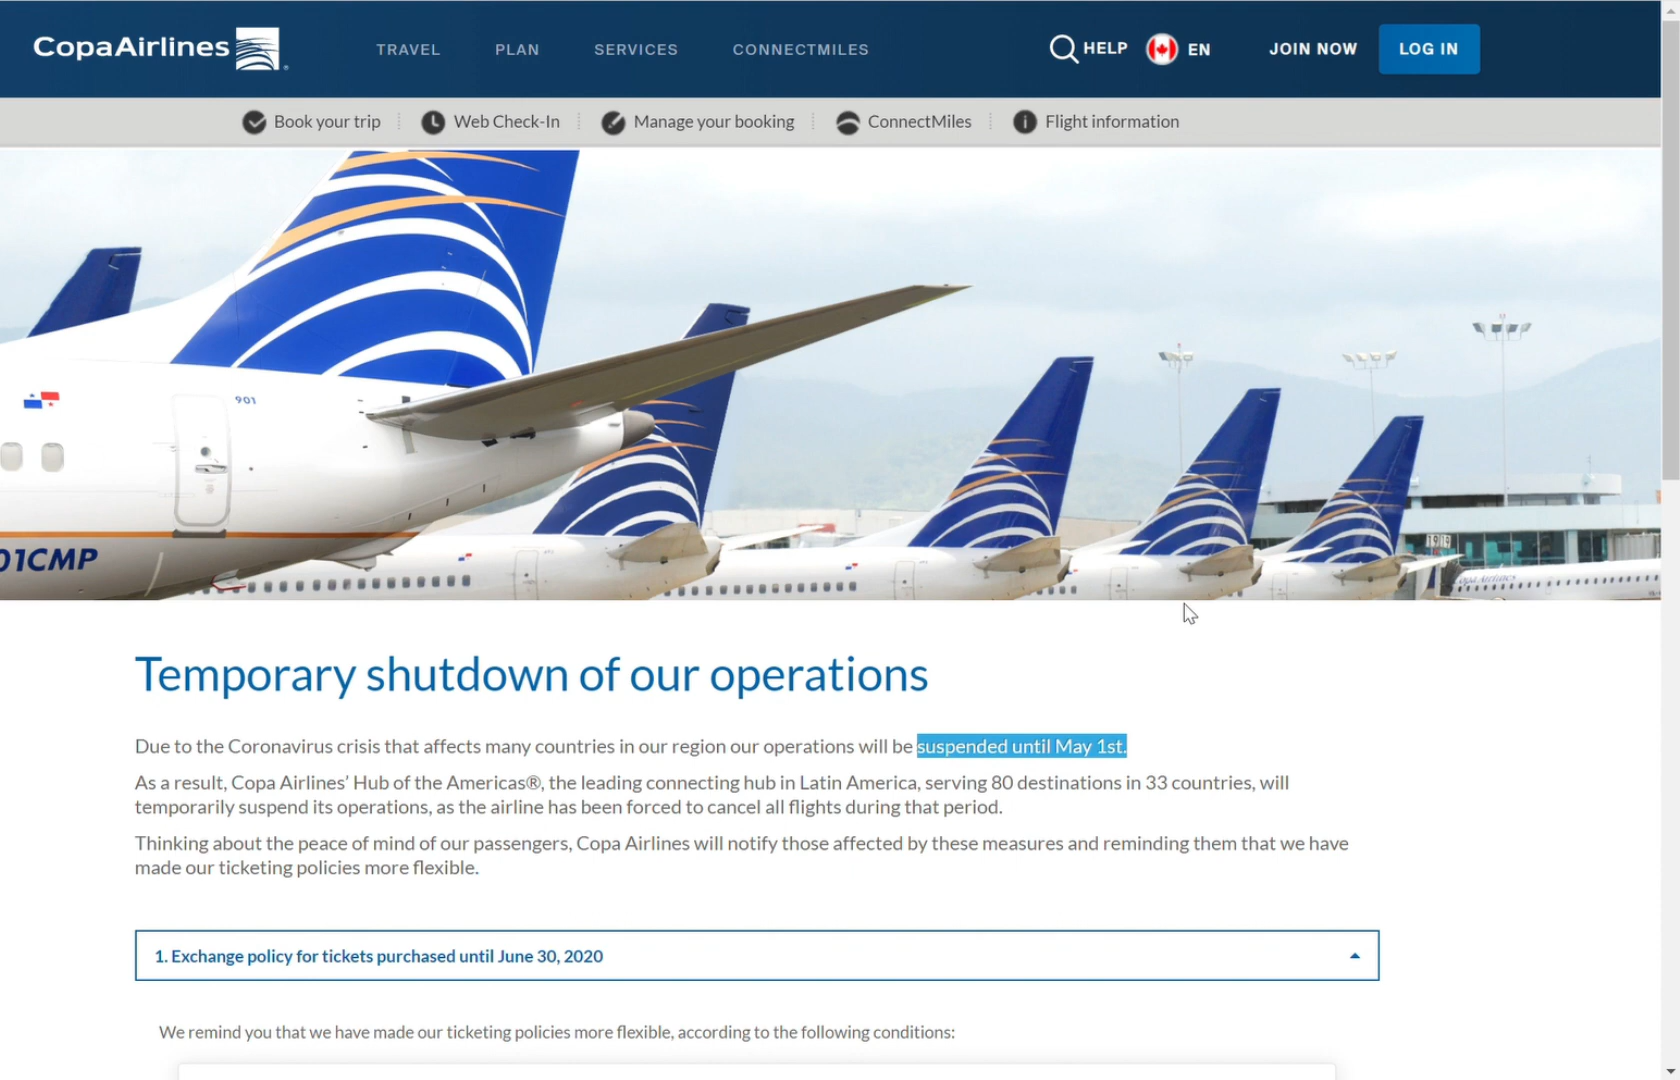 CopaAirlines
TRAVEL PLAN SERVICES CONNECTMILES
HELP EN JOIN NOW LOG IN
Book your trip Web Check-In Manage your booking ConnectMiles Flight information
901
01CMP
1919
CopaAirlines
Temporary shutdown of our operations
Due to the Coronavirus crisis that affects many countries in our region our operations will be suspended until May 1st.
As a result, Copa Airlines’ Hub of the Americas®, the leading connecting hub in Latin America, serving 80 destinations in 33 countries, will
temporarily suspend its operations, as the airline has been forced to cancel all flights during that period.
Thinking about the peace of mind of our passengers, Copa Airlines will notify those affected by these measures and reminding them that we have
made our ticketing policies more flexible.
1. Exchange policy for tickets purchased until June 30, 2020
We remind you that we have made our ticketing policies more flexible, according to the following conditions: